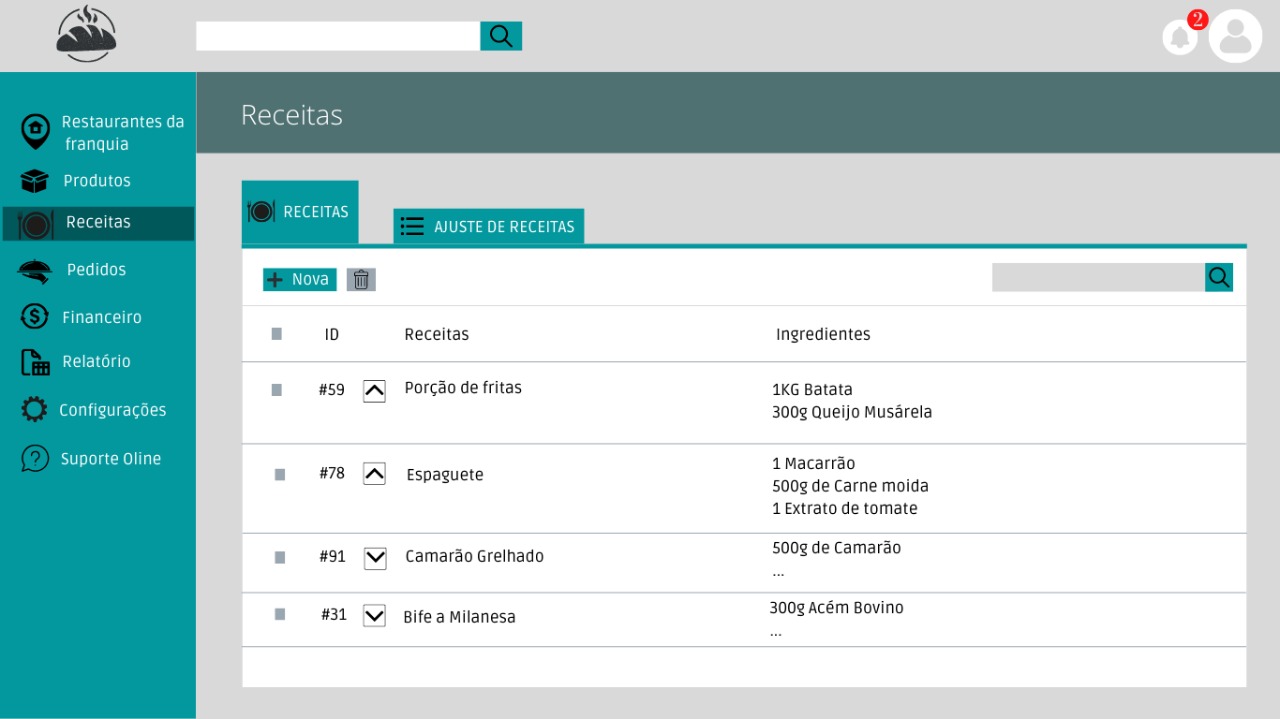 2
Restaurantes da
franquia
Produtos
Receitas
Pedidos
Financeiro
Relatório
Configurações
Suporte Oline
Receitas
RECEITAS
AJUSTE DE RECEITAS
+ Nova
ID Receitas Ingredientes
#59 Porção de fritas 1KG Batata
300g Queijo Musárela
#78 Espaguete 1 Macarrão
500g de Carne moida
1 Extrato de tomate
#91 Camarão Grelhado 500g de Camarão
...
#31 Bife a Milanesa 300g Acém Bovino
...